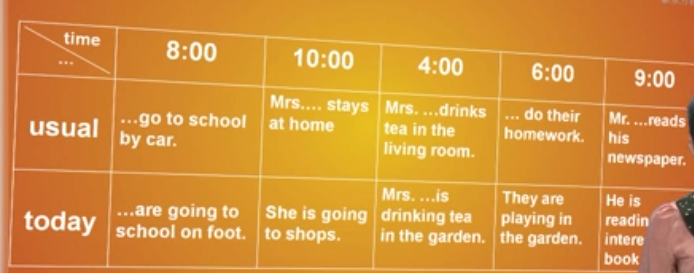 time
...
8:00
10:00
4:00
6:00
9:00
usual
...go to school
by car.
Mrs.... stays
at home
Mrs. ...drinks
tea in the
living room.
... do their
homework.
Mr. ...reads
his
newspaper.
today
...are going to
school on foot.
She is going
to shops.
Mrs. ...is
drinking tea
in the garden.
They are
playing in
the garden.
He is
readin
intere
book